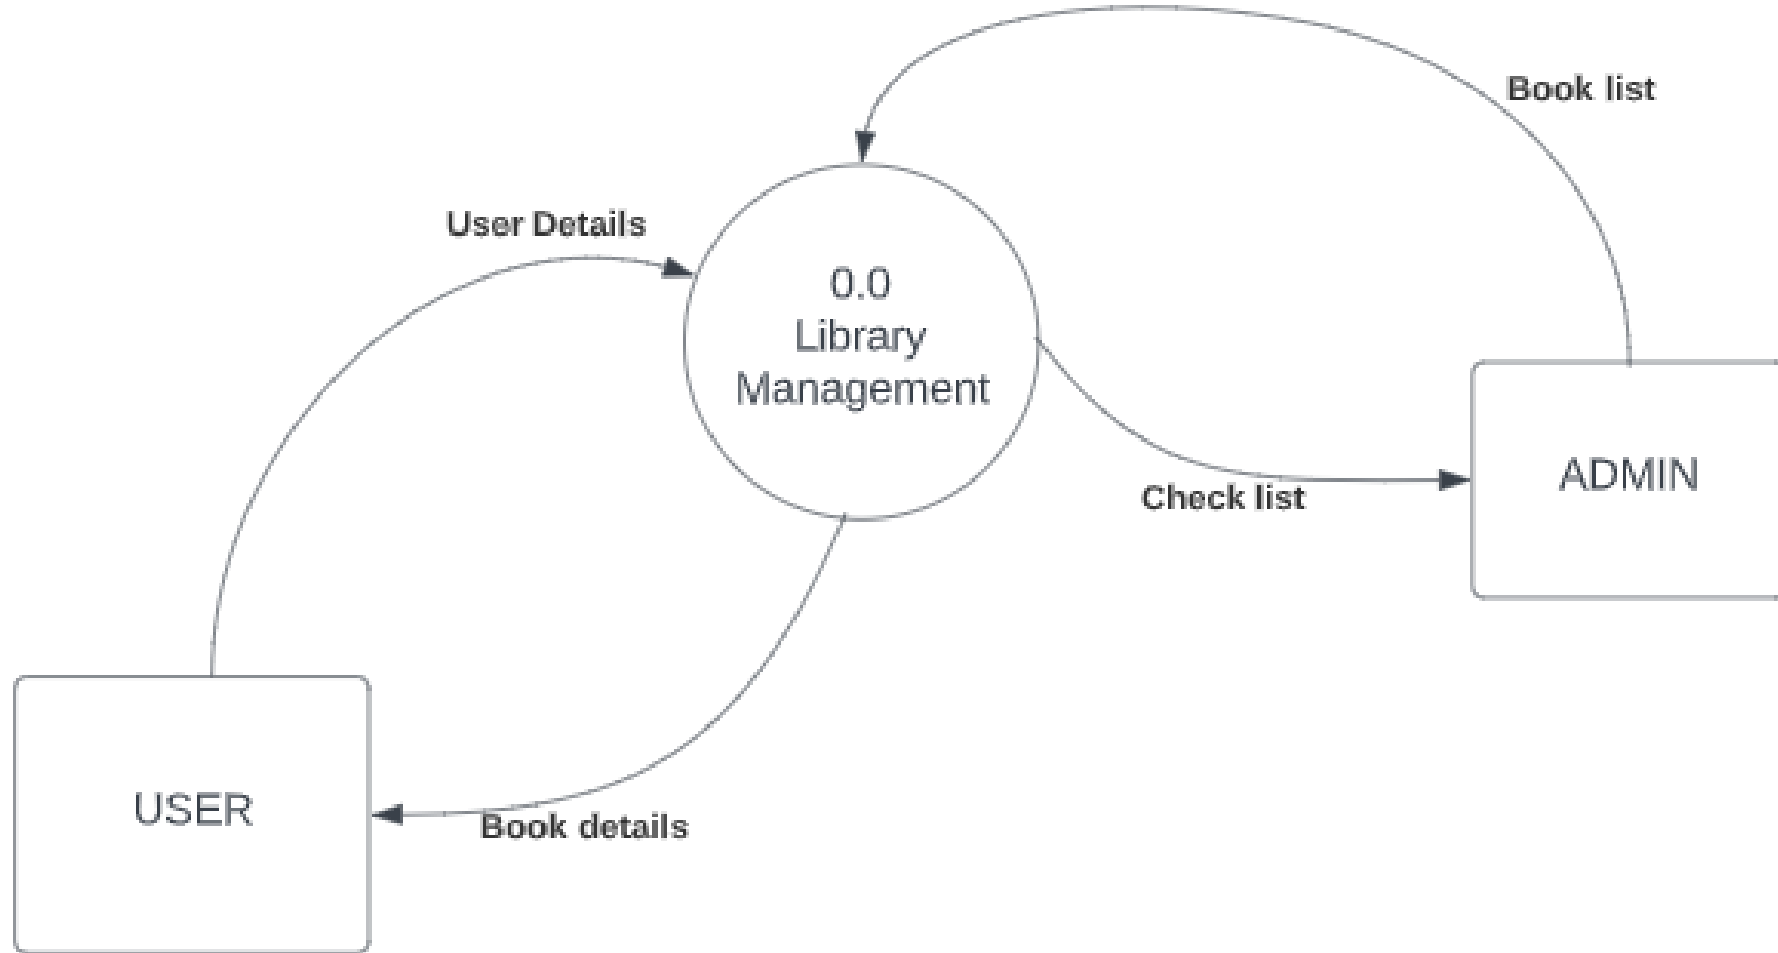 Book list
User Details
0.0
Library
Management
Check list
ADMIN
USER
Book details